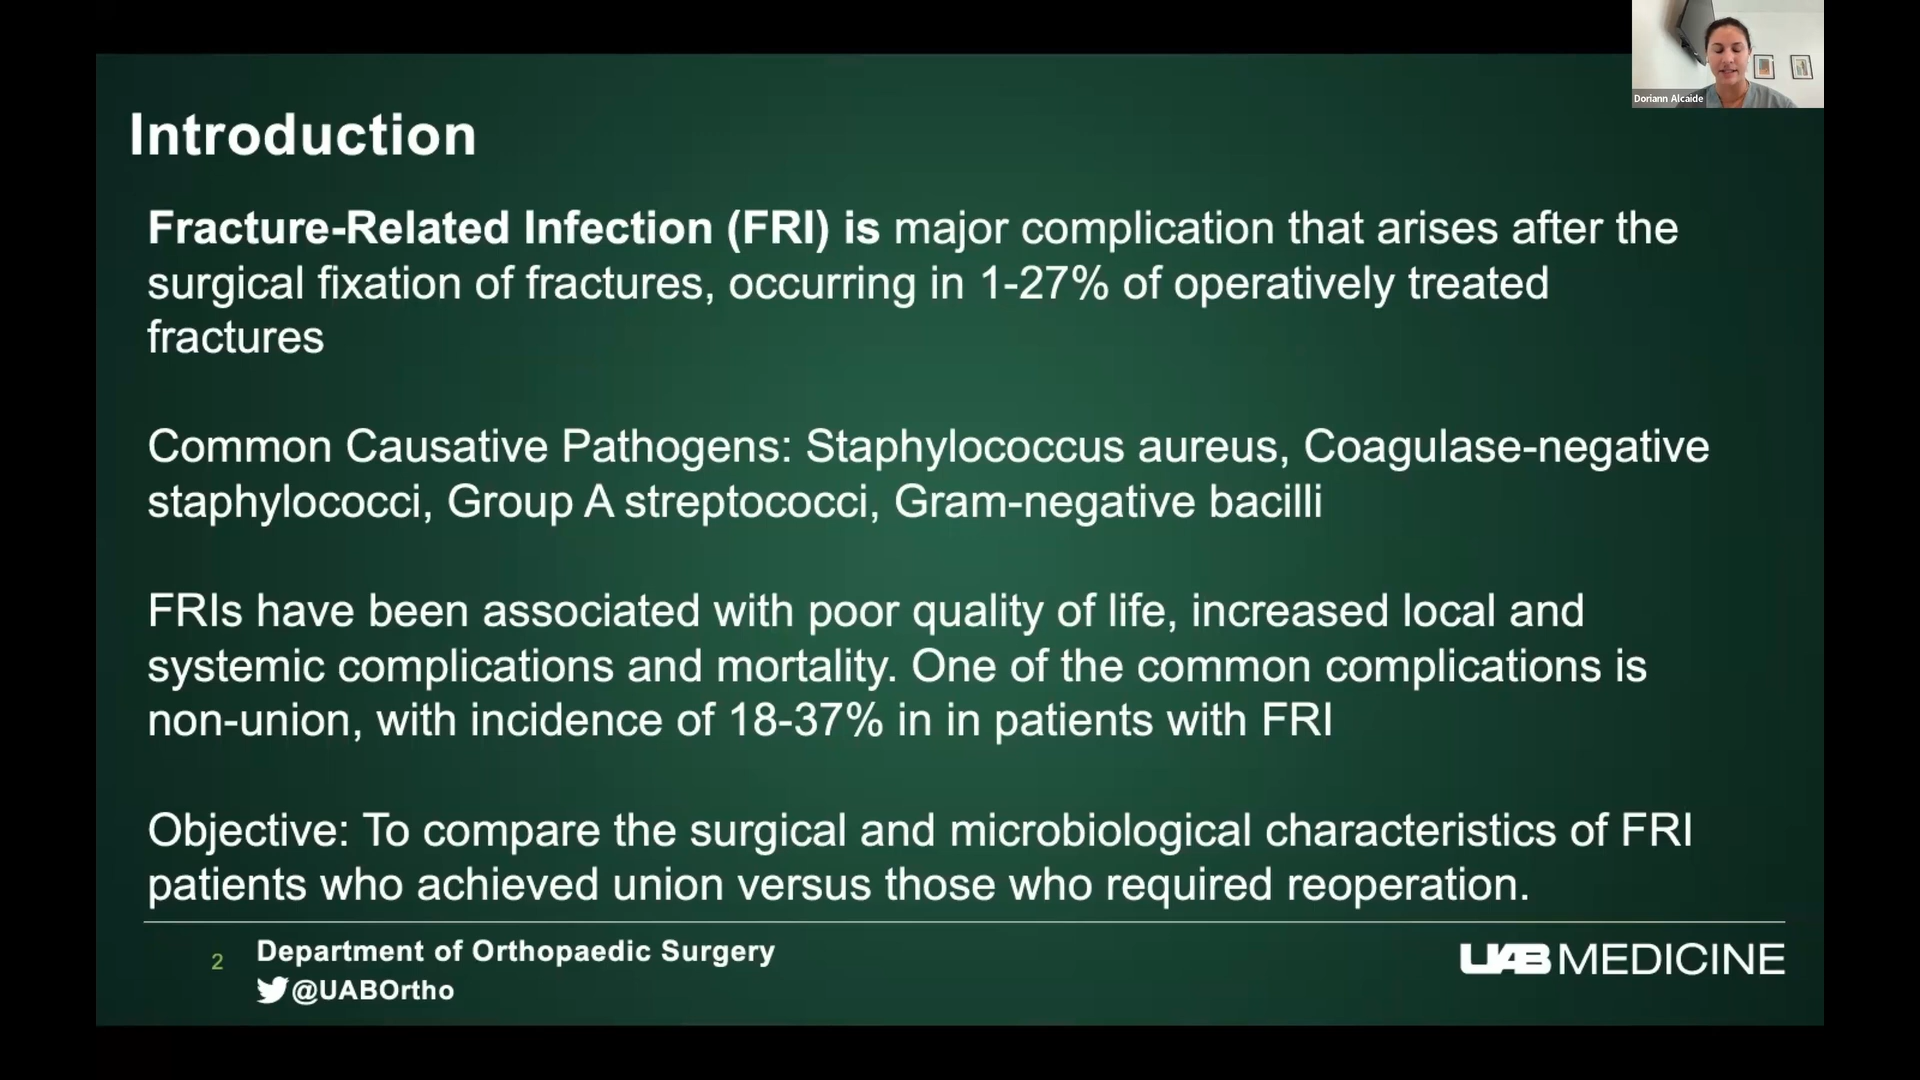 Doriann Alcaide
Introduction
Fracture-Related Infection (FRI) is major complication that arises after the
surgical fixation of fractures, occurring in 1-27% of operatively treated
fractures
Common Causative Pathogens: Staphylococcus aureus, Coagulase-negative
staphylococci, Group A streptococci, Gram-negative bacilli
FRIs have been associated with poor quality of life, increased local and
systemic complications and mortality. One of the common complications is
non-union, with incidence of 18-37% in in patients with FRI
Objective: To compare the surgical and microbiological characteristics of FRI
patients who achieved union versus those who required reoperation.
2
Department of Orthopaedic Surgery
@UABOrtho
UAB MEDICINE